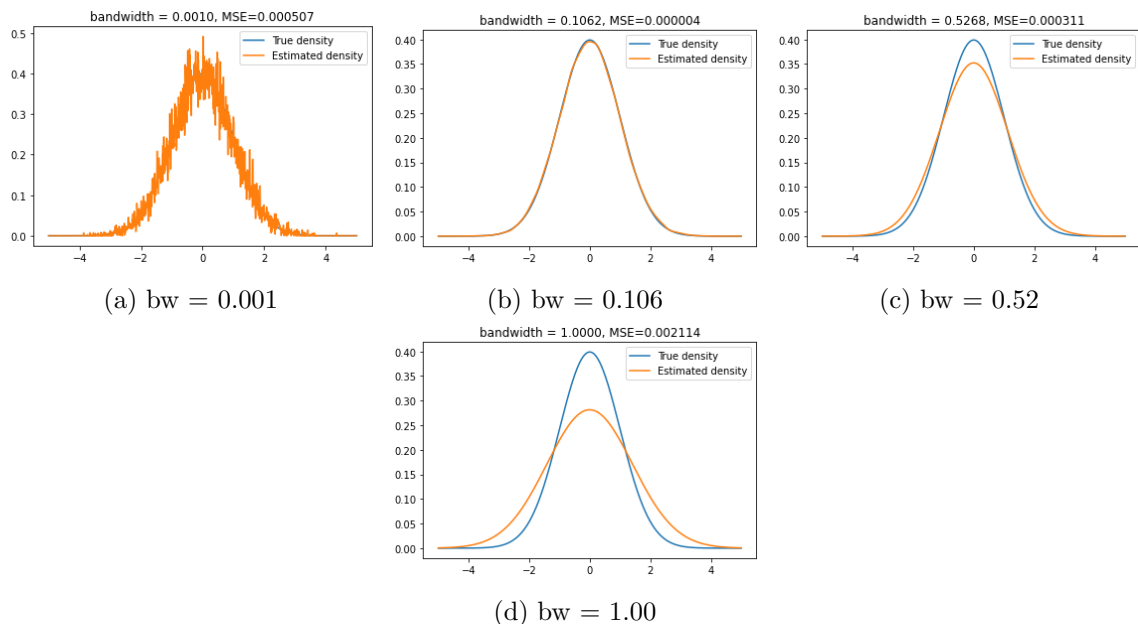 bandwidth = 0.0010, MSE=0.000507
True density
Estimated density
0.5
0.4
0.3
0.2
0.1
0.0
−4 −2 0 2 4
(a) bw = 0.001
bandwidth = 0.1062, MSE=0.000004
True density
Estimated density
0.40
0.35
0.30
0.25
0.20
0.15
0.10
0.05
0.00
−4 −2 0 2 4
(b) bw = 0.106
bandwidth = 0.5268, MSE=0.000311
True density
Estimated density
0.40
0.35
0.30
0.25
0.20
0.15
0.10
0.05
0.00
−4 −2 0 2 4
(c) bw = 0.52
bandwidth = 1.0000, MSE=0.002114
True density
Estimated density
0.40
0.35
0.30
0.25
0.20
0.15
0.10
0.05
0.00
−4 −2 0 2 4
(d) bw = 1.00